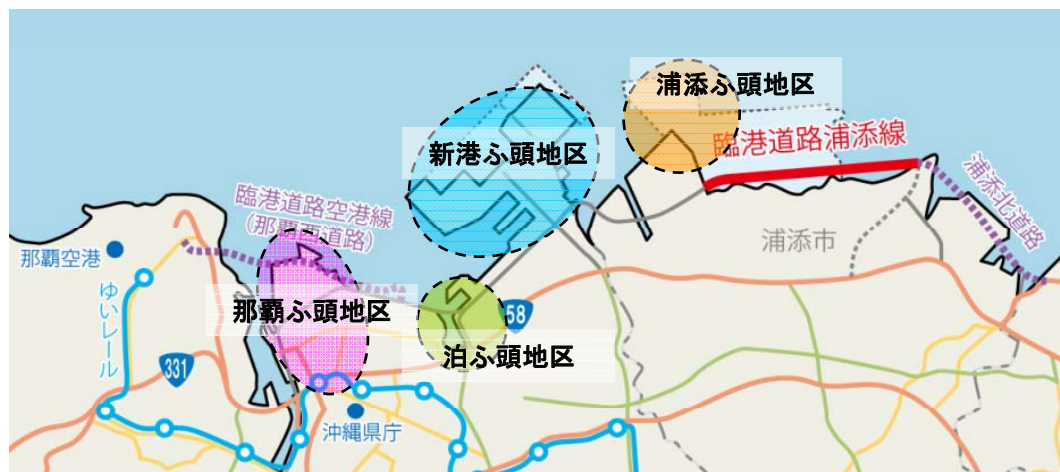 浦添ふ頭地区
臨港道路浦添線
新港ふ頭地区
浦添北道路
臨港道路空港線
(那覇西道路)
浦添市
那覇空港
ゆいレール
那覇ふ頭地区
58
泊ふ頭地区
331
沖縄県庁